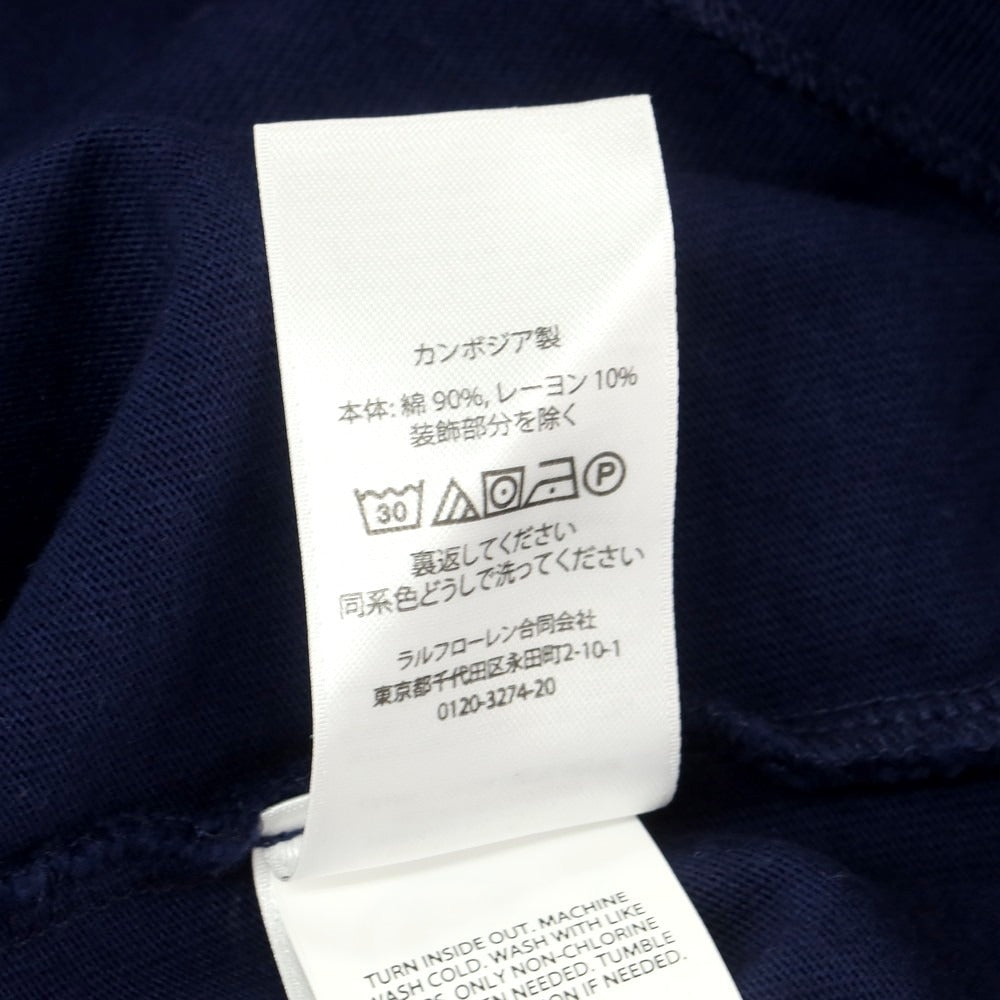 カンボジア製
本体: 綿 90%, レーヨン 10%
装飾部分を除く
30 P
裏返してください
同系色どうしで洗ってください
ラルフローレン合同会社
東京都千代田区永田町2-10-1
0120-3274-20
TURN INSIDE OUT. MACHINE
WASH COLD. WASH WITH LIKE
ONLY NON-CHLORINE
NEEDED. TUMBLE
IF NEEDED.